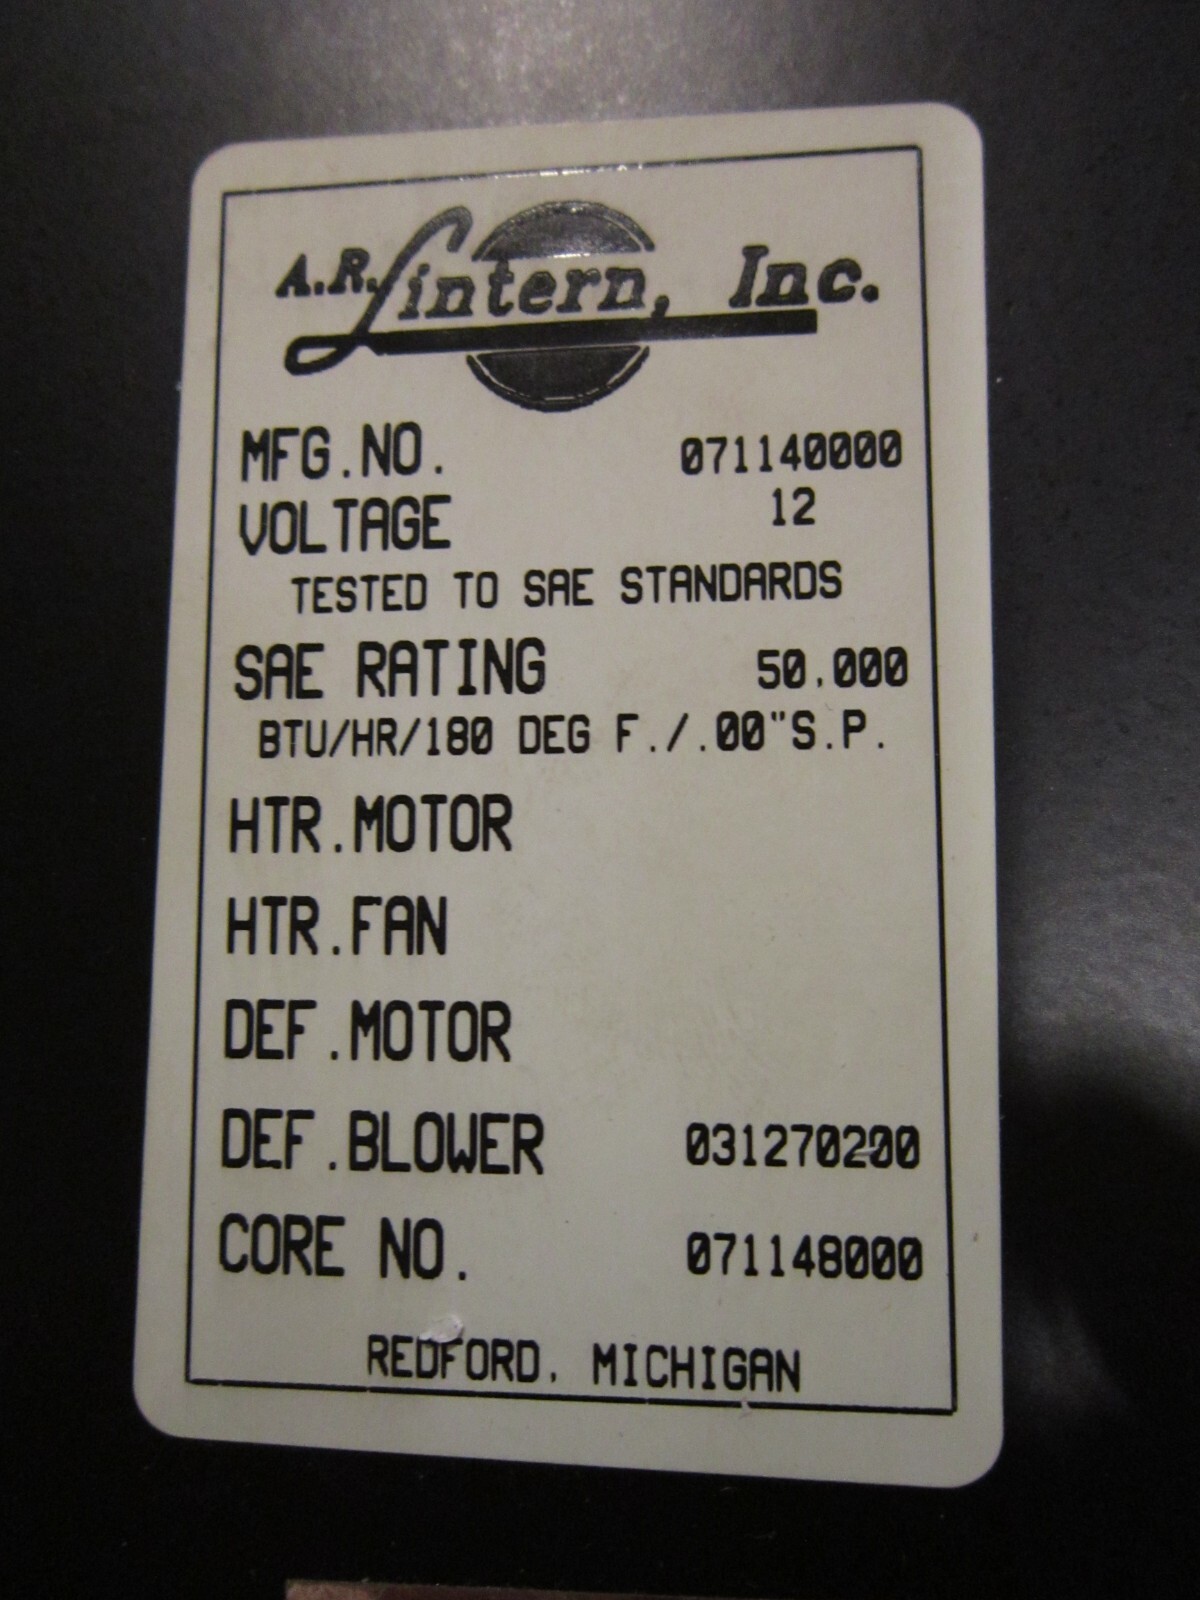 A.R. Lintern, Inc.
MFG.NO. 071140000
VOLTAGE 12
TESTED TO SAE STANDARDS
SAE RATING 50,000
BTU/HR/180 DEG F./.00"S.P.
HTR.MOTOR
HTR.FAN
DEF.MOTOR
DEF.BLOWER 031270200
CORE NO. 071148000
REDFORD, MICHIGAN